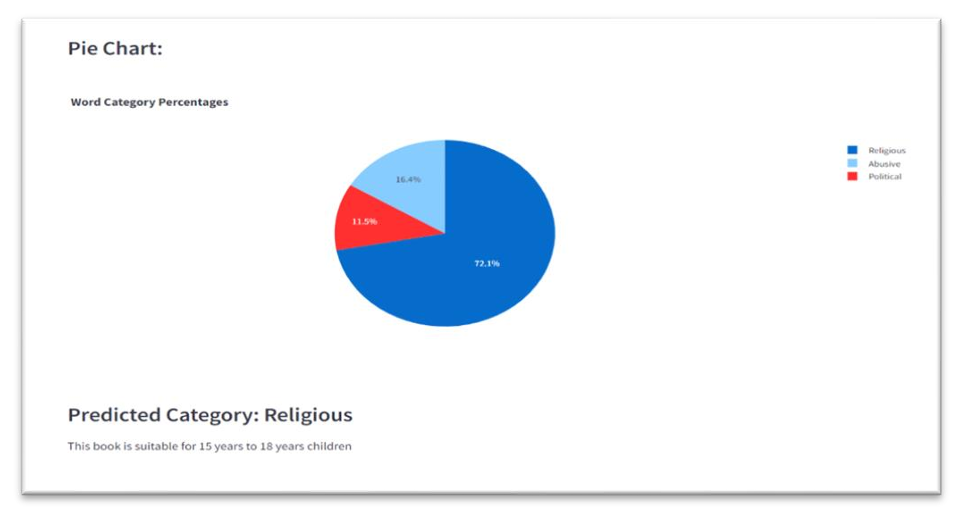 Pie Chart:
Word Category Percentages
Religious
Abusive
Political
16.4%
11.5%
72.1%
Predicted Category: Religious
This book is suitable for 15 years to 18 years children